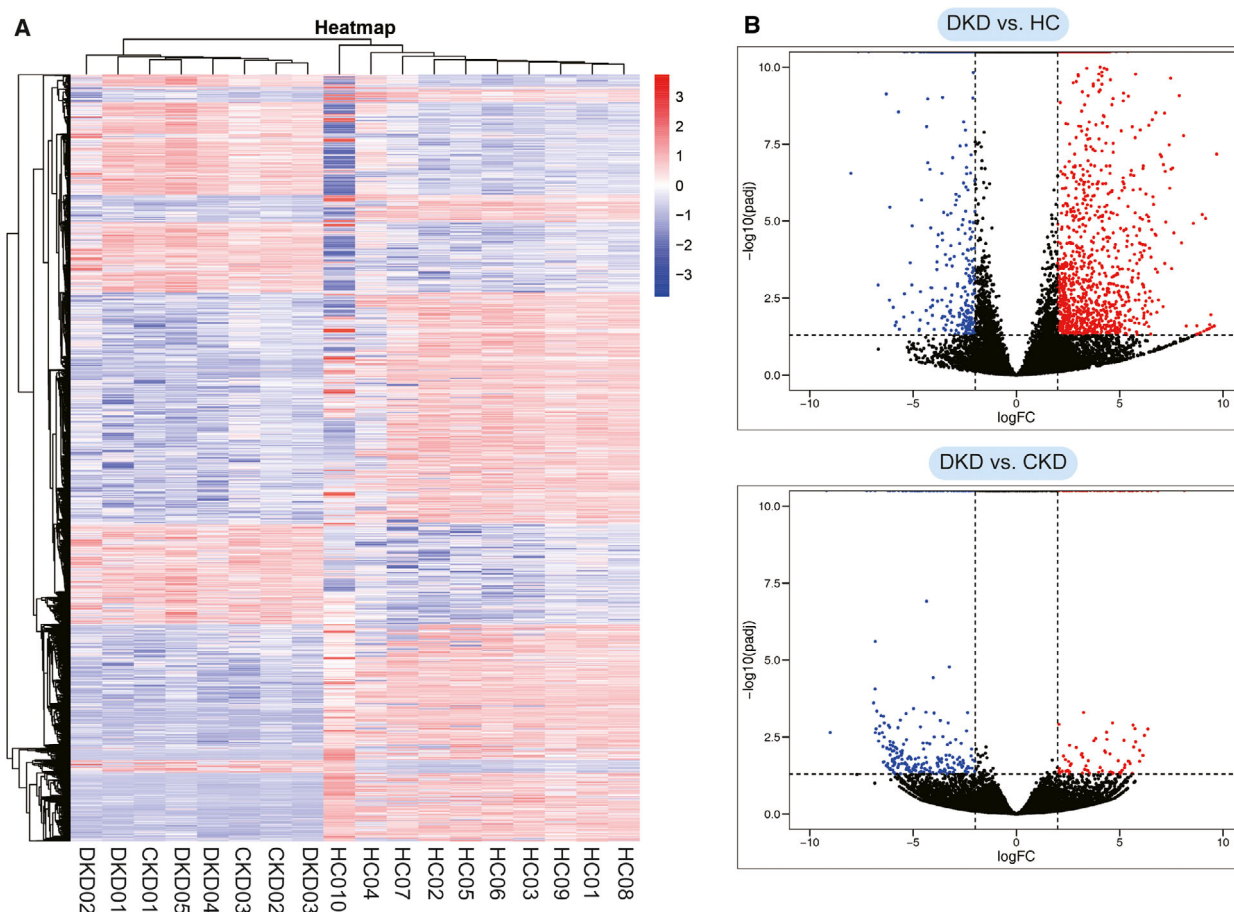 A
Heatmap
3
2
1
0
−1
−2
−3
DKD02
DKD01
CKD01
DKD05
DKD04
CKD03
CKD02
DKD03
HC010
HC04
HC07
HC02
HC05
HC06
HC03
HC09
HC01
HC08
B
DKD vs. HC
−log10(padj)
10.0
7.5
5.0
2.5
0.0
−10
−5
0
5
10
logFC
DKD vs. CKD
−log10(padj)
10.0
7.5
5.0
2.5
0.0
−10
−5
0
5
10
logFC